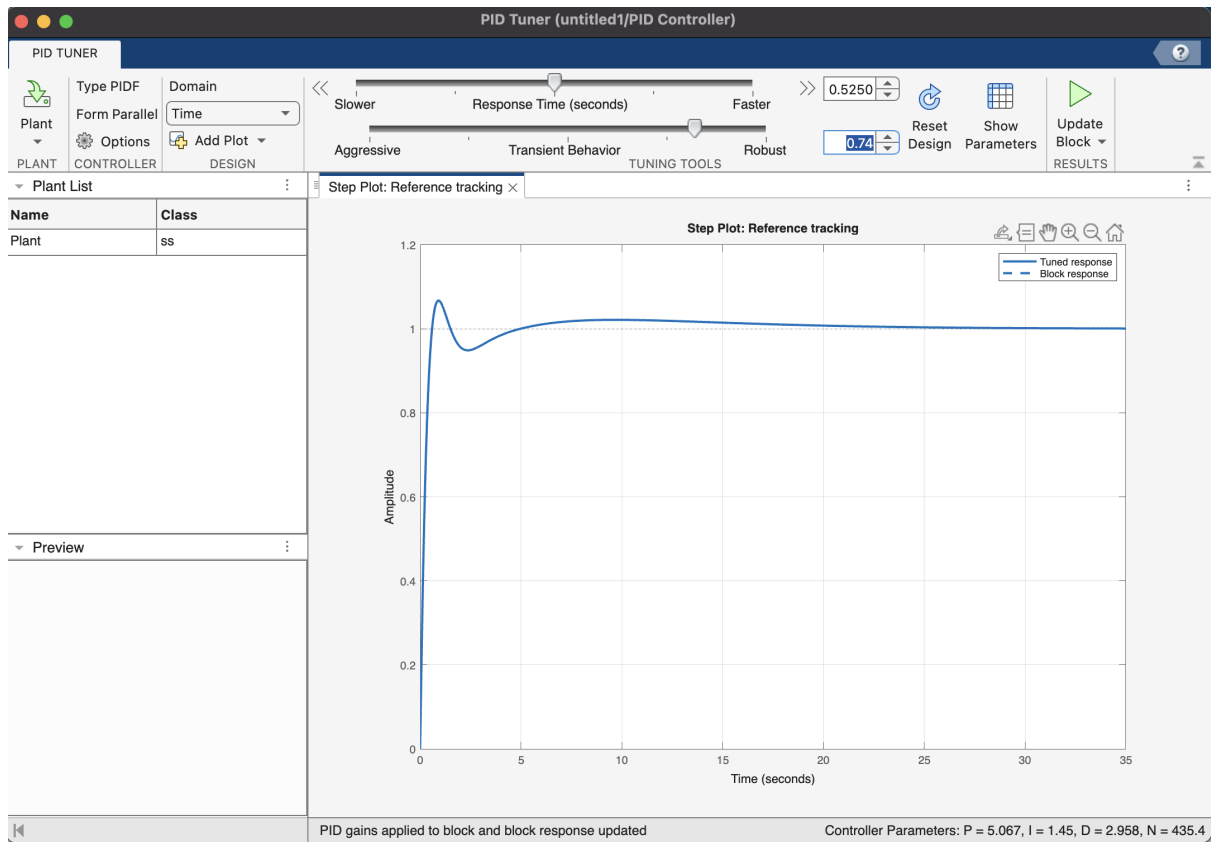 PID Tuner (untitled1/PID Controller)
PID TUNER
?
Plant
PLANT
Type PIDF
Form Parallel
Options
CONTROLLER
Domain
Time
Add Plot
DESIGN
Slower Response Time (seconds) Faster
0.5250
Aggressive Transient Behavior Robust
0.74
Reset
Design
Show
Parameters
TUNING TOOLS
Update
Block
RESULTS
Plant List
Name Class
Plant ss
Preview
Step Plot: Reference tracking ×
Step Plot: Reference tracking
Tuned response
Block response
1.2
1
0.8
0.6
0.4
0.2
0
Amplitude
0 5 10 15 20 25 30 35
Time (seconds)
PID gains applied to block and block response updated
Controller Parameters: P = 5.067, I = 1.45, D = 2.958, N = 435.4